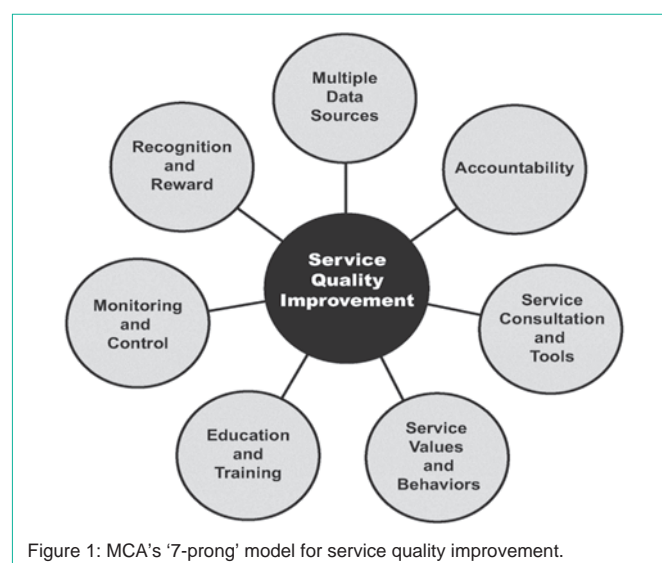 Multiple
Data
Sources
Recognition
and
Reward
Accountability
Service
Quality
Improvement
Monitoring
and
Control
Service
Consultation
and
Tools
Education
and
Training
Service
Values
and
Behaviors
Figure 1: MCA's '7-prong' model for service quality improvement.